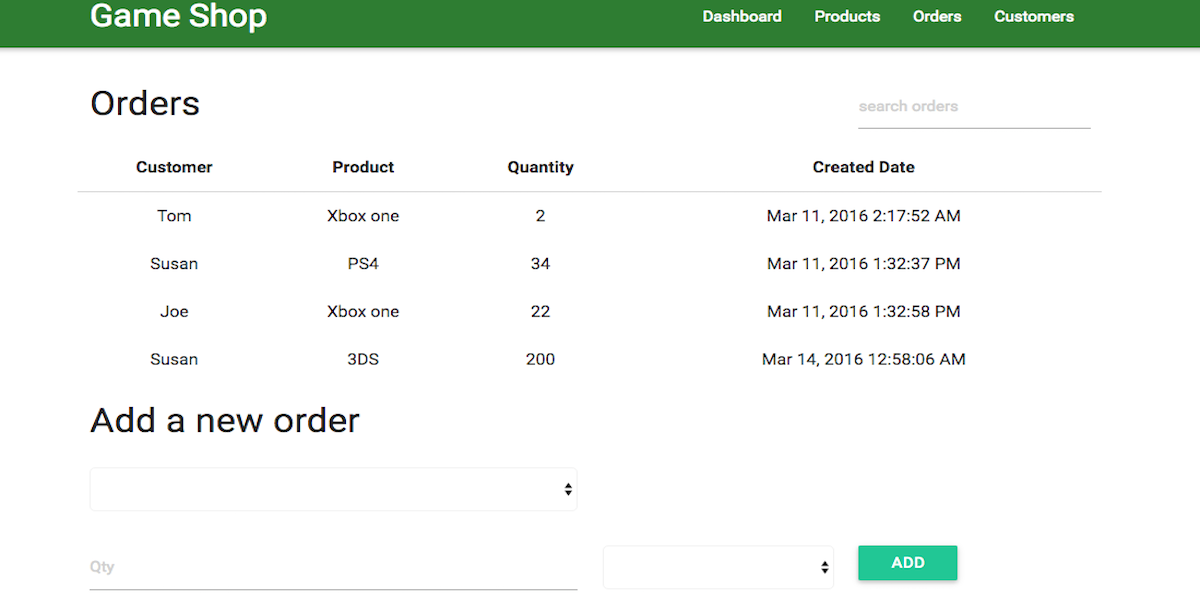 Game Shop Dashboard Products Orders Customers
Orders search orders
Customer Product Quantity Created Date
Tom Xbox one 2 Mar 11, 2016 2:17:52 AM
Susan PS4 34 Mar 11, 2016 1:32:37 PM
Joe Xbox one 22 Mar 11, 2016 1:32:58 PM
Susan 3DS 200 Mar 14, 2016 12:58:06 AM
Add a new order
Qty ADD